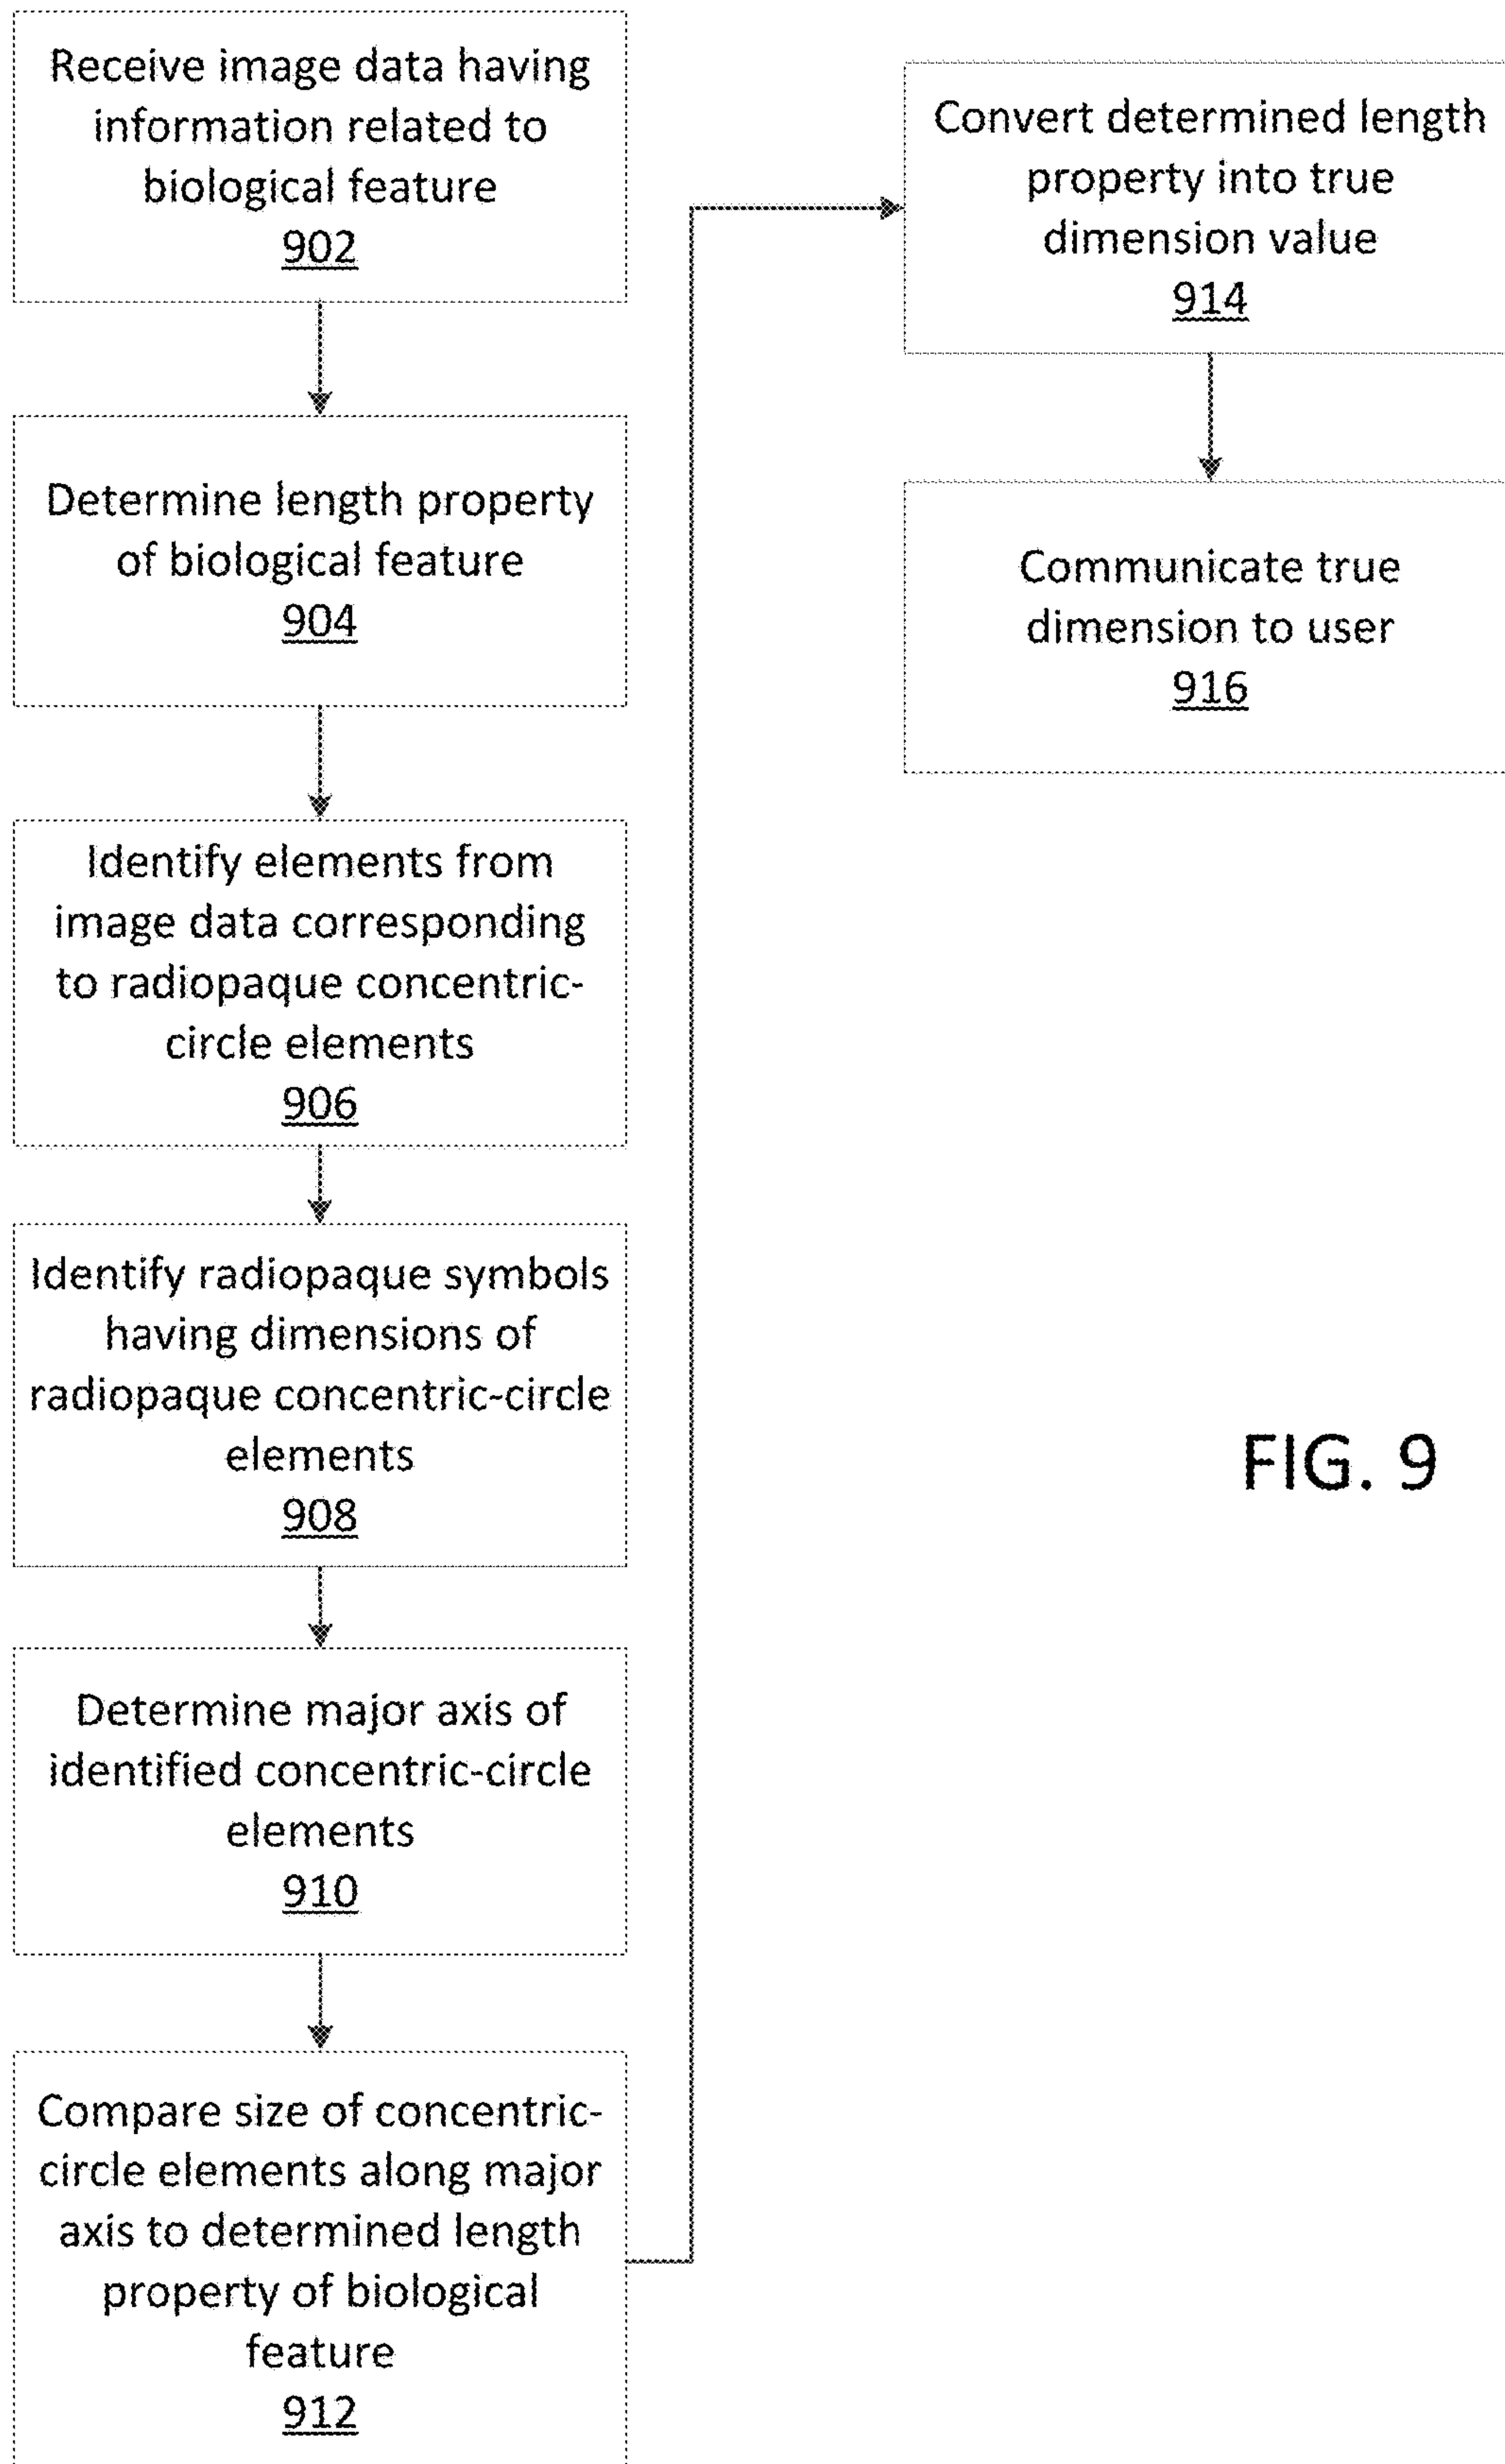 Receive image data having
information related to
biological feature
902
Determine length property
of biological feature
904
Identify elements from
image data corresponding
to radiopaque concentric-
circle elements
906
Identify radiopaque symbols
having dimensions of
radiopaque concentric-circle
elements
908
Determine major axis of
identified concentric-circle
elements
910
Compare size of concentric-
circle elements along major
axis to determined length
property of biological
feature
912
Convert determined length
property into true
dimension value
914
Communicate true
dimension to user
916
FIG. 9